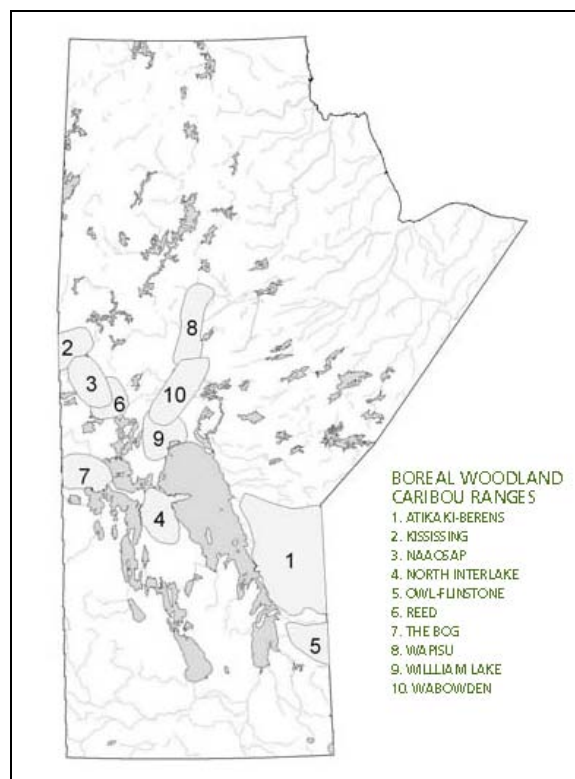 2
3
6
8
10
9
7
4
1
5
BOREAL WOODLAND
CARIBOU RANGES
1. ATIKAKI-BERENS
2. KISSISSING
3. NAAOSAP
4. NORTH INTERLAKE
5. OWL-FLINSTONE
6. REED
7. THE BOG
8. WAPISU
9. WILLLIAM LAKE
10. WABOWDEN